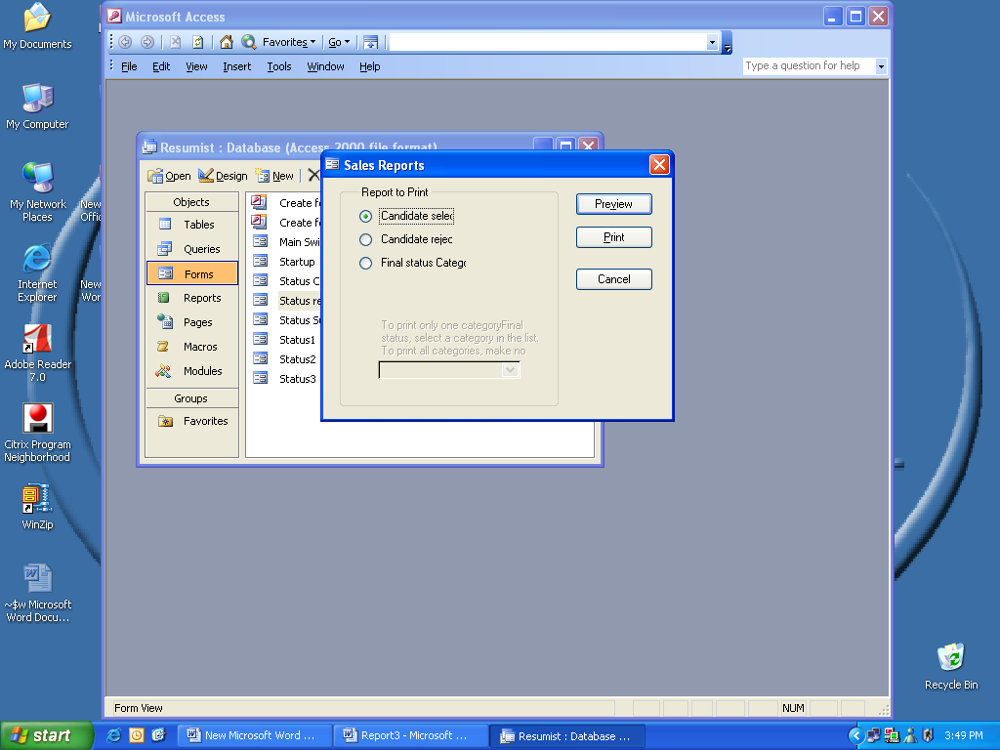 My Documents
My Computer
My Network
Places
New
Offic
Internet
Explorer
New
Wor
Adobe Reader
7.0
Citrix Program
Neighborhood
WinZip
~$w Microsoft
Word Docu...
Recycle Bin
Microsoft Access
Favorites
Go
File Edit View Insert Tools Window Help
Type a question for help
Resumist : Database (Access 2000 file format)
Open Design New
Objects
Tables
Queries
Forms
Reports
Pages
Macros
Modules
Groups
Favorites
Create fo
Create fo
Main Swi
Startup
Status C
Status re
Status S
Status1
Status2
Status3
Sales Reports
Report to Print
Candidate selec
Candidate rejec
Final status Catego
To print only one categoryFinal
status, select a category in the list.
To print all categories, make no
Preview
Print
Cancel
Form View
NUM
start
New Microsoft Word ...
Report3 - Microsoft ...
Resumist : Database ...
3:49 PM